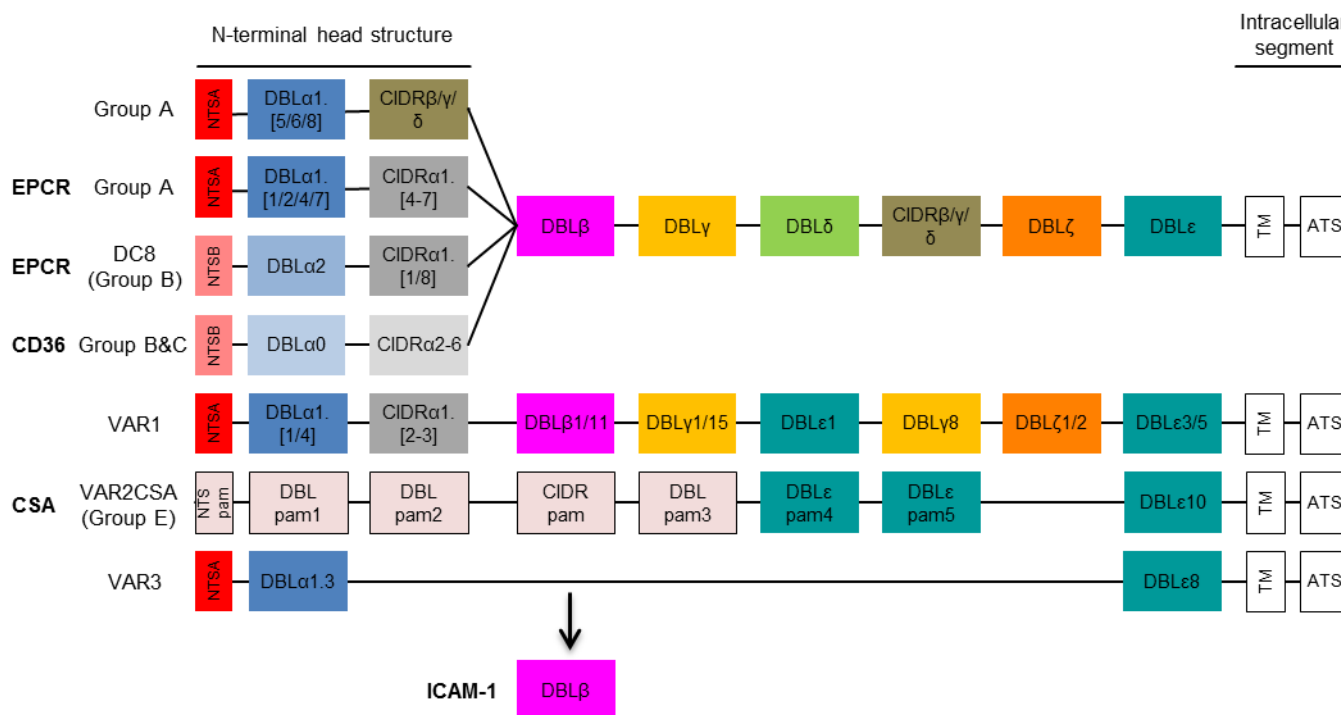 N-terminal head structure
Intracellular
segment
Group A
NTSA
DBLα1.
[5/6/8]
CIDRβ/γ/
δ
EPCR
Group A
NTSA
DBLα1.
[1/2/4/7]
CIDRα1.
[4-7]
DBLβ
DBLγ
DBLδ
CIDRβ/γ/
δ
DBLζ
DBLε
TM
ATS
EPCR
DC8
(Group B)
NTSB
DBLα2
CIDRα1.
[1/8]
CD36
Group B&C
NTSB
DBLα0
CIDRα2-6
VAR1
NTSA
DBLα1.
[1/4]
CIDRα1.
[2-3]
DBLβ1/11
DBLγ1/15
DBLε1
DBLγ8
DBLζ1/2
DBLε3/5
TM
ATS
CSA
VAR2CSA
(Group E)
NTS
pam
DBL
pam1
DBL
pam2
CIDR
pam
DBL
pam3
DBLε
pam4
DBLε
pam5
DBLε10
TM
ATS
VAR3
NTSA
DBLα1.3
DBLε8
TM
ATS
ICAM-1
DBLβ